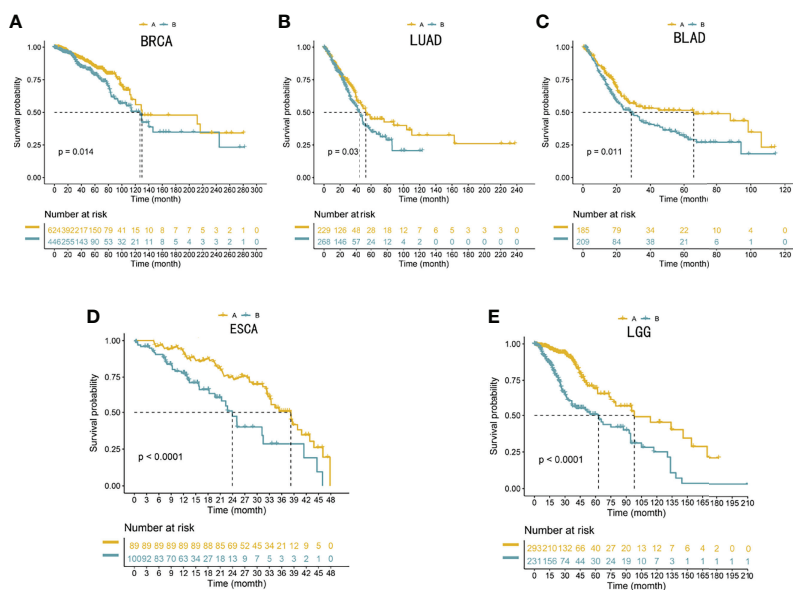 A
A B
BRCA
Survival probability
1.00
0.75
0.50
0.25
0.00
p = 0.014
0 20 40 60 80 100 120 140 160 180 200 220 240 260 280 300
Time (month)
Number at risk
624 392 217 150 79 41 15 10 8 7 7 5 3 2 1 0
446 255 143 90 53 32 21 11 8 5 4 3 3 2 1 0
0 20 40 60 80 100 120 140 160 180 200 220 240 260 280 300
Time (month)
B
A B
LUAD
Survival probability
1.00
0.75
0.50
0.25
0.00
p = 0.03
0 20 40 60 80 100 120 140 160 180 200 220 240
Time (month)
Number at risk
229 126 48 28 18 12 7 6 5 3 3 3 0
268 146 57 24 12 4 2 0 0 0 0 0 0
0 20 40 60 80 100 120 140 160 180 200 220 240
Time (month)
C
A B
BLAD
Survival probability
1.00
0.75
0.50
0.25
0.00
p = 0.011
0 20 40 60 80 100 120
Time (month)
Number at risk
185 79 34 22 10 4 0
209 84 38 21 6 1 0
0 20 40 60 80 100 120
Time (month)
D
A B
ESCA
Survival probability
1.00
0.75
0.50
0.25
0.00
p < 0.0001
0 3 6 9 12 15 18 21 24 27 30 33 36 39 42 45 48
Time (month)
Number at risk
89 89 89 89 89 89 88 85 69 52 45 34 21 12 9 5 0
100 92 83 70 63 34 27 18 13 9 7 5 3 3 2 1 0
0 3 6 9 12 15 18 21 24 27 30 33 36 39 42 45 48
Time (month)
E
A B
LGG
Survival probability
1.00
0.75
0.50
0.25
0.00
p < 0.0001
0 15 30 45 60 75 90 105 120 135 150 165 180 195 210
Time (month)
Number at risk
293 210 132 66 40 27 20 13 12 7 6 4 2 0 0
231 156 74 44 30 24 19 10 7 3 1 1 1 1 1
0 15 30 45 60 75 90 105 120 135 150 165 180 195 210
Time (month)